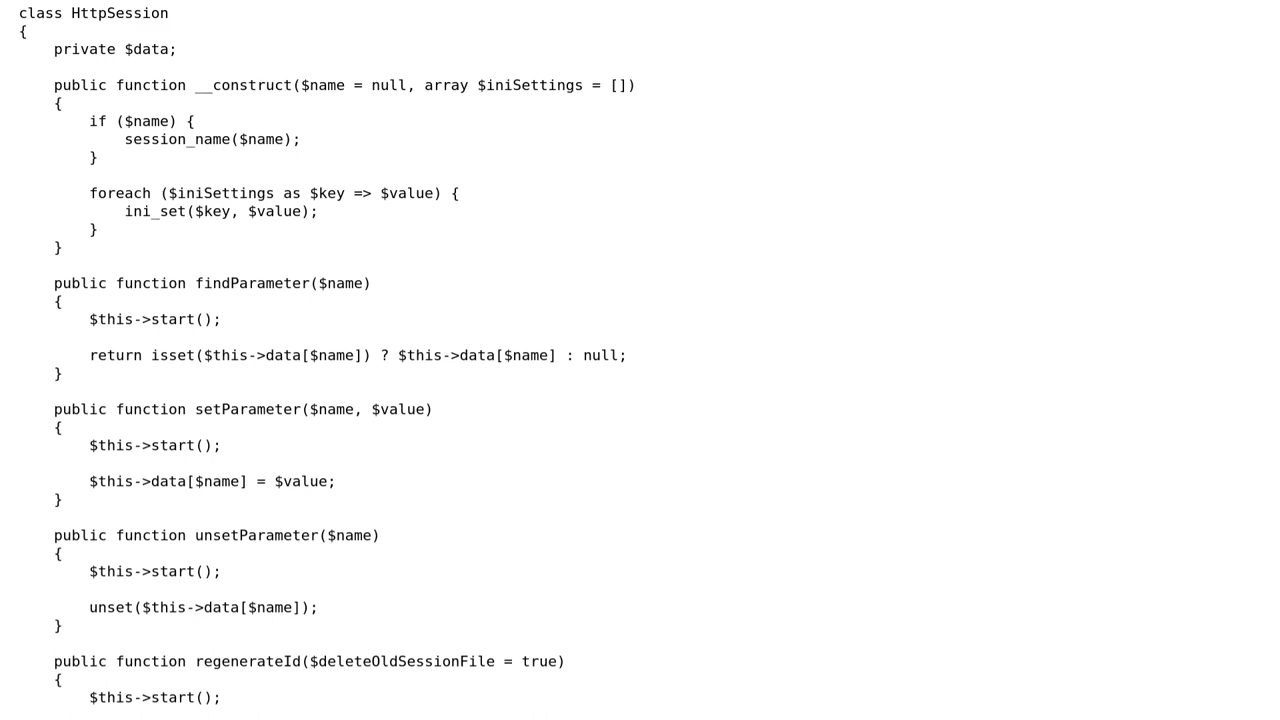 class HttpSession
{
    private $data;

    public function __construct($name = null, array $iniSettings = [])
    {
        if ($name) {
            session_name($name);
        }

        foreach ($iniSettings as $key => $value) {
            ini_set($key, $value);
        }
    }

    public function findParameter($name)
    {
        $this->start();

        return isset($this->data[$name]) ? $this->data[$name] : null;
    }

    public function setParameter($name, $value)
    {
        $this->start();

        $this->data[$name] = $value;
    }

    public function unsetParameter($name)
    {
        $this->start();

        unset($this->data[$name]);
    }

    public function regenerateId($deleteOldSessionFile = true)
    {
        $this->start();